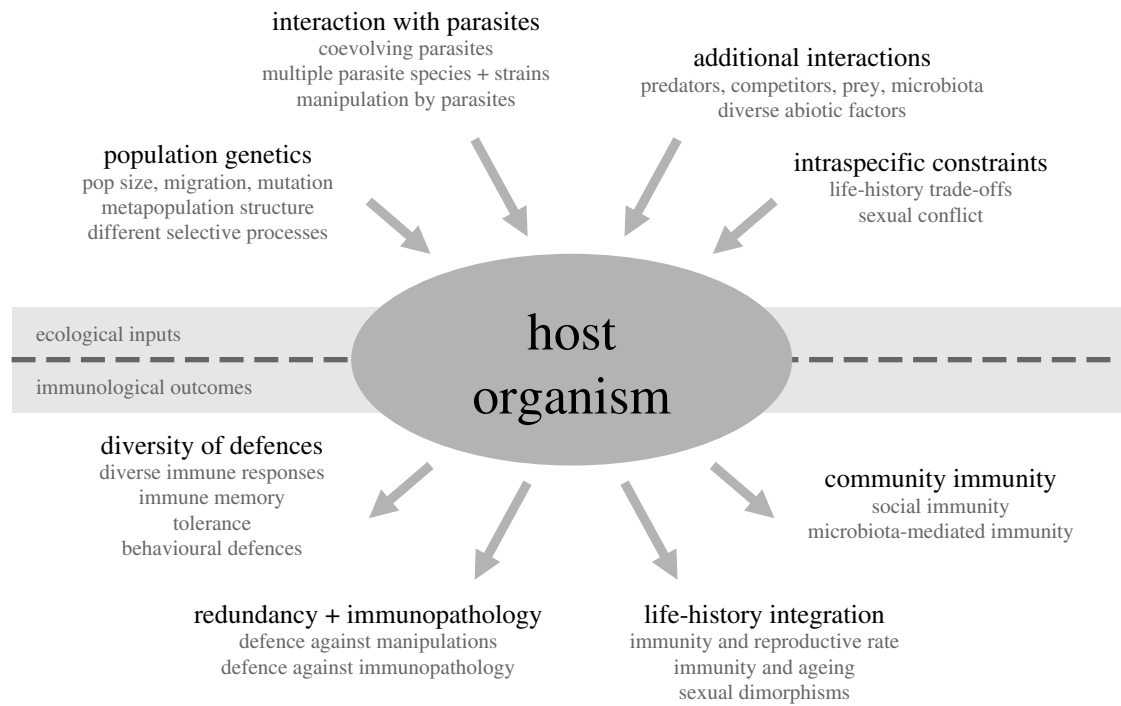 interaction with parasites
coevolving parasites
multiple parasite species + strains
manipulation by parasites
additional interactions
predators, competitors, prey, microbiota
diverse abiotic factors
population genetics
pop size, migration, mutation
metapopulation structure
different selective processes
intraspecific constraints
life-history trade-offs
sexual conflict
host
organism
ecological inputs
immunological outcomes
diversity of defences
diverse immune responses
immune memory
tolerance
behavioural defences
community immunity
social immunity
microbiota-mediated immunity
redundancy + immunopathology
defence against manipulations
defence against immunopathology
life-history integration
immunity and reproductive rate
immunity and ageing
sexual dimorphisms